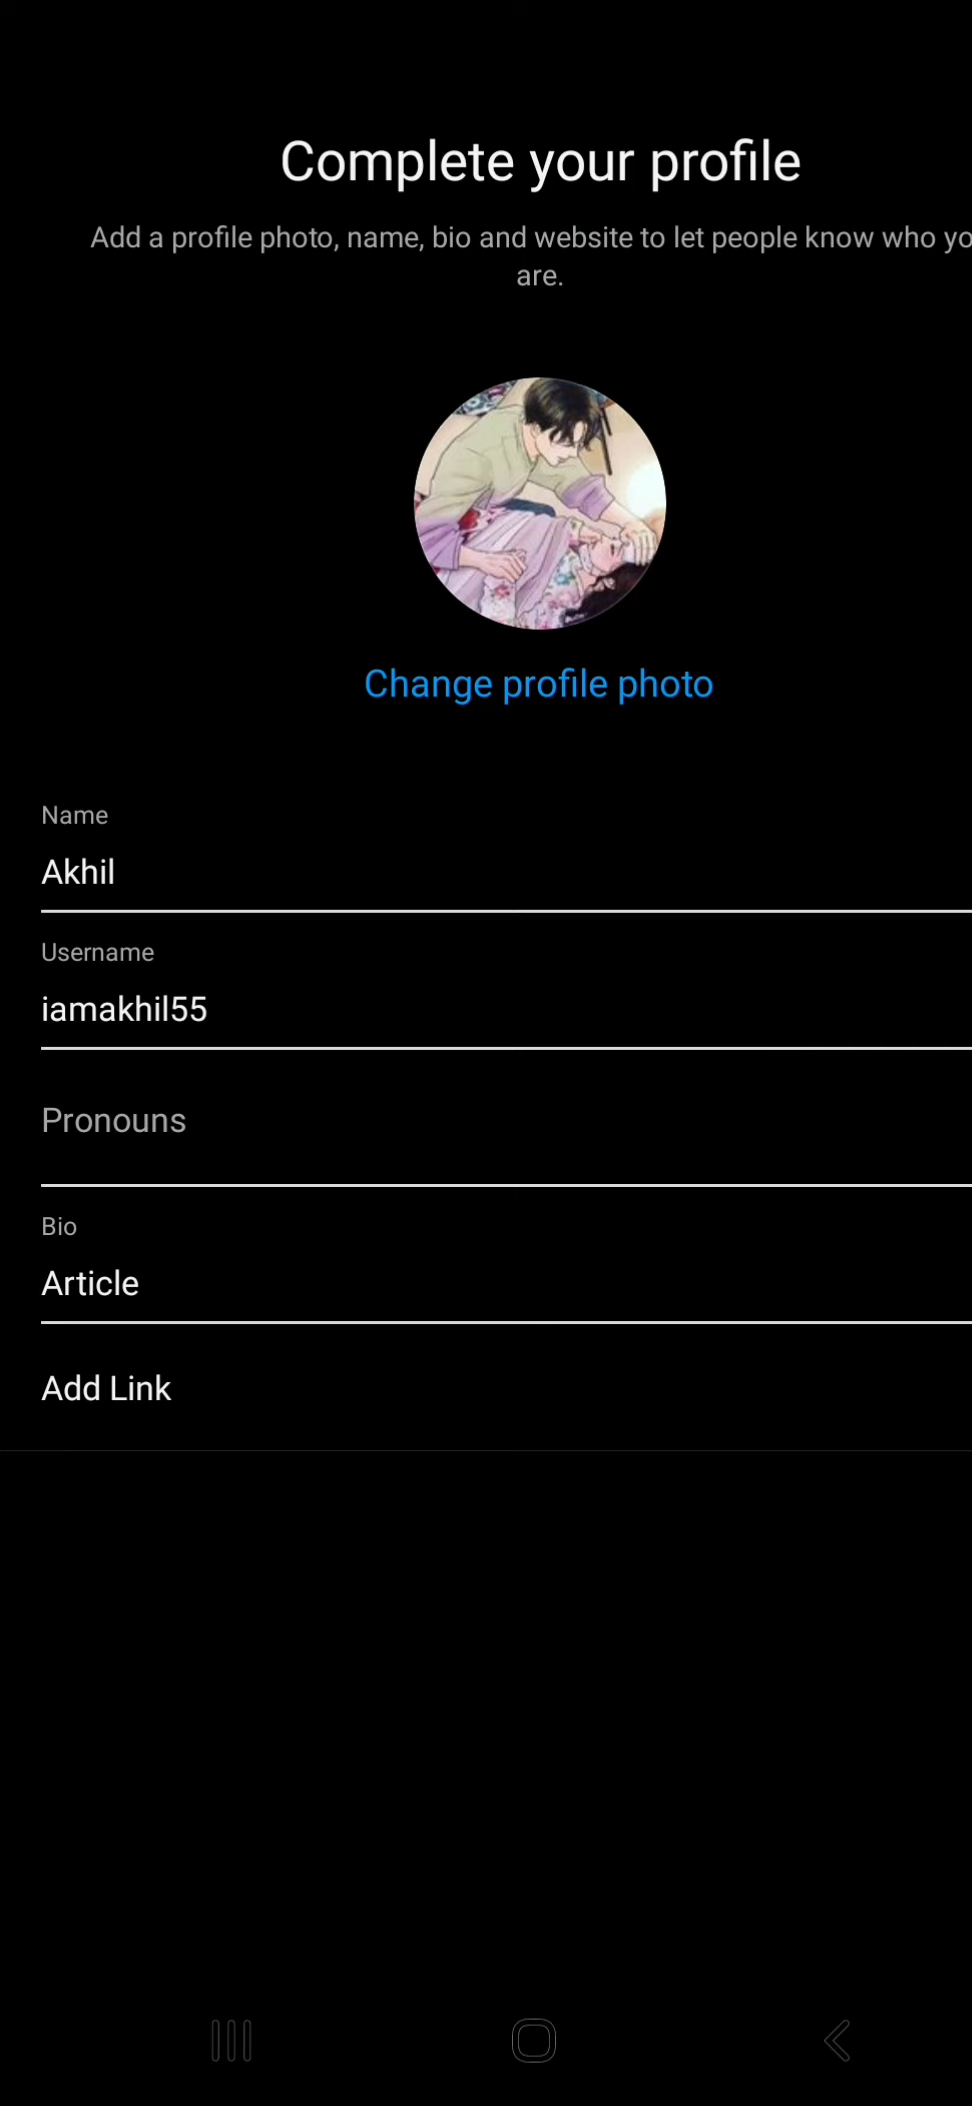 Complete your profile
Add a profile photo, name, bio and website to let people know who yo
are.
Change profile photo
Name
Akhil
Username
iamakhil55
Pronouns
Bio
Article
Add Link